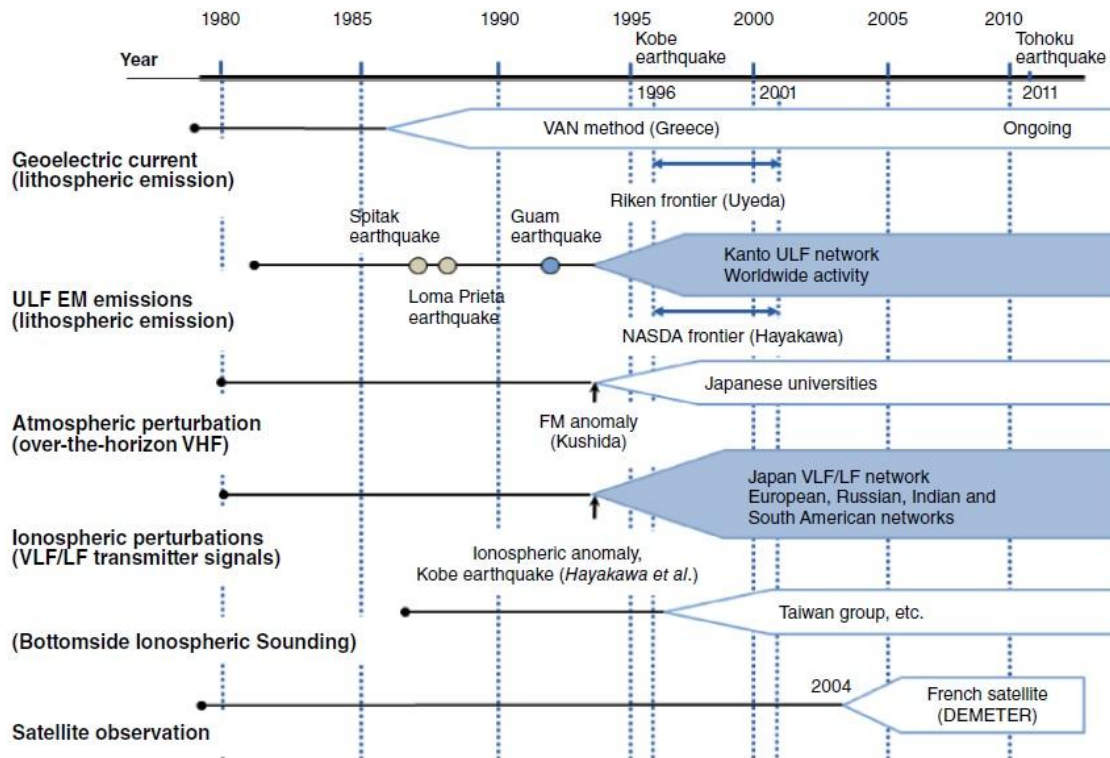 1980 1985 1990 1995 2000 2005 2010
Kobe earthquake
Tohoku earthquake
Year
1996 2001 2011
VAN method (Greece) Ongoing
Geoelectric current
(lithospheric emission)
Riken frontier (Uyeda)
Spitak
earthquake
Guam
earthquake
Kanto ULF network
Worldwide activity
Loma Prieta
earthquake
ULF EM emissions
(lithospheric emission)
NASDA frontier (Hayakawa)
Japanese universities
FM anomaly
(Kushida)
Atmospheric perturbation
(over-the-horizon VHF)
Japan VLF/LF network
European, Russian, Indian and
South American networks
Ionospheric perturbations
(VLF/LF transmitter signals)
Ionospheric anomaly,
Kobe earthquake (Hayakawa et al.)
Taiwan group, etc.
(Bottomside Ionospheric Sounding)
2004
French satellite
(DEMETER)
Satellite observation